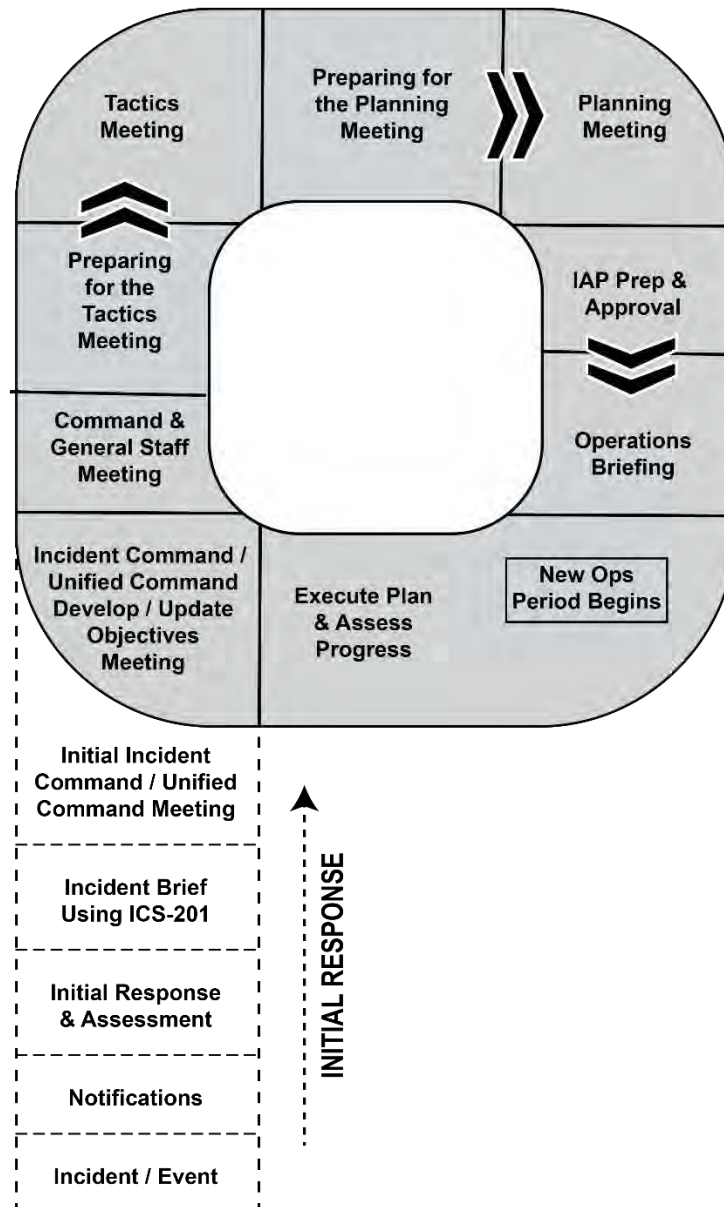 Tactics
Meeting
Preparing for
the Planning
Meeting
Planning
Meeting
Preparing
for the
Tactics
Meeting
IAP Prep &
Approval
Command &
General Staff
Meeting
Operations
Briefing
Incident Command /
Unified Command
Develop / Update
Objectives
Meeting
Execute Plan
& Assess
Progress
New Ops
Period Begins
Initial Incident
Command / Unified
Command Meeting
Incident Brief
Using ICS-201
Initial Response
& Assessment
Notifications
Incident / Event
INITIAL RESPONSE